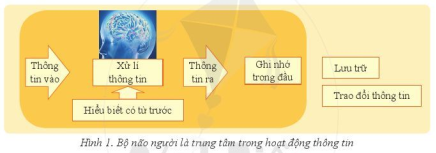 Thông
tin vào
Xử lí
thông tin
Thông
tin ra
Ghi nhớ
trong đầu
Lưu trữ
Trao đổi thông tin
Hiểu biết có từ trước
Hình 1. Bộ não người là trung tâm trong hoạt động thông tin